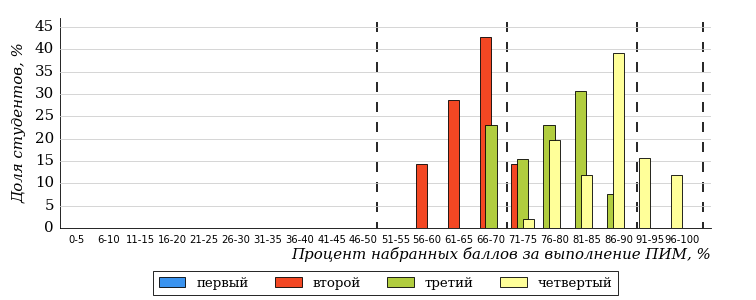 Доля студентов, %
45
40
35
30
25
20
15
10
5
0
0-5 6-10 11-15 16-20 21-25 26-30 31-35 36-40 41-45 46-50 51-55 56-60 61-65 66-70 71-75 76-80 81-85 86-90 91-95 96-100
Процент набранных баллов за выполнение ПИМ, %
первый второй третий четвертый